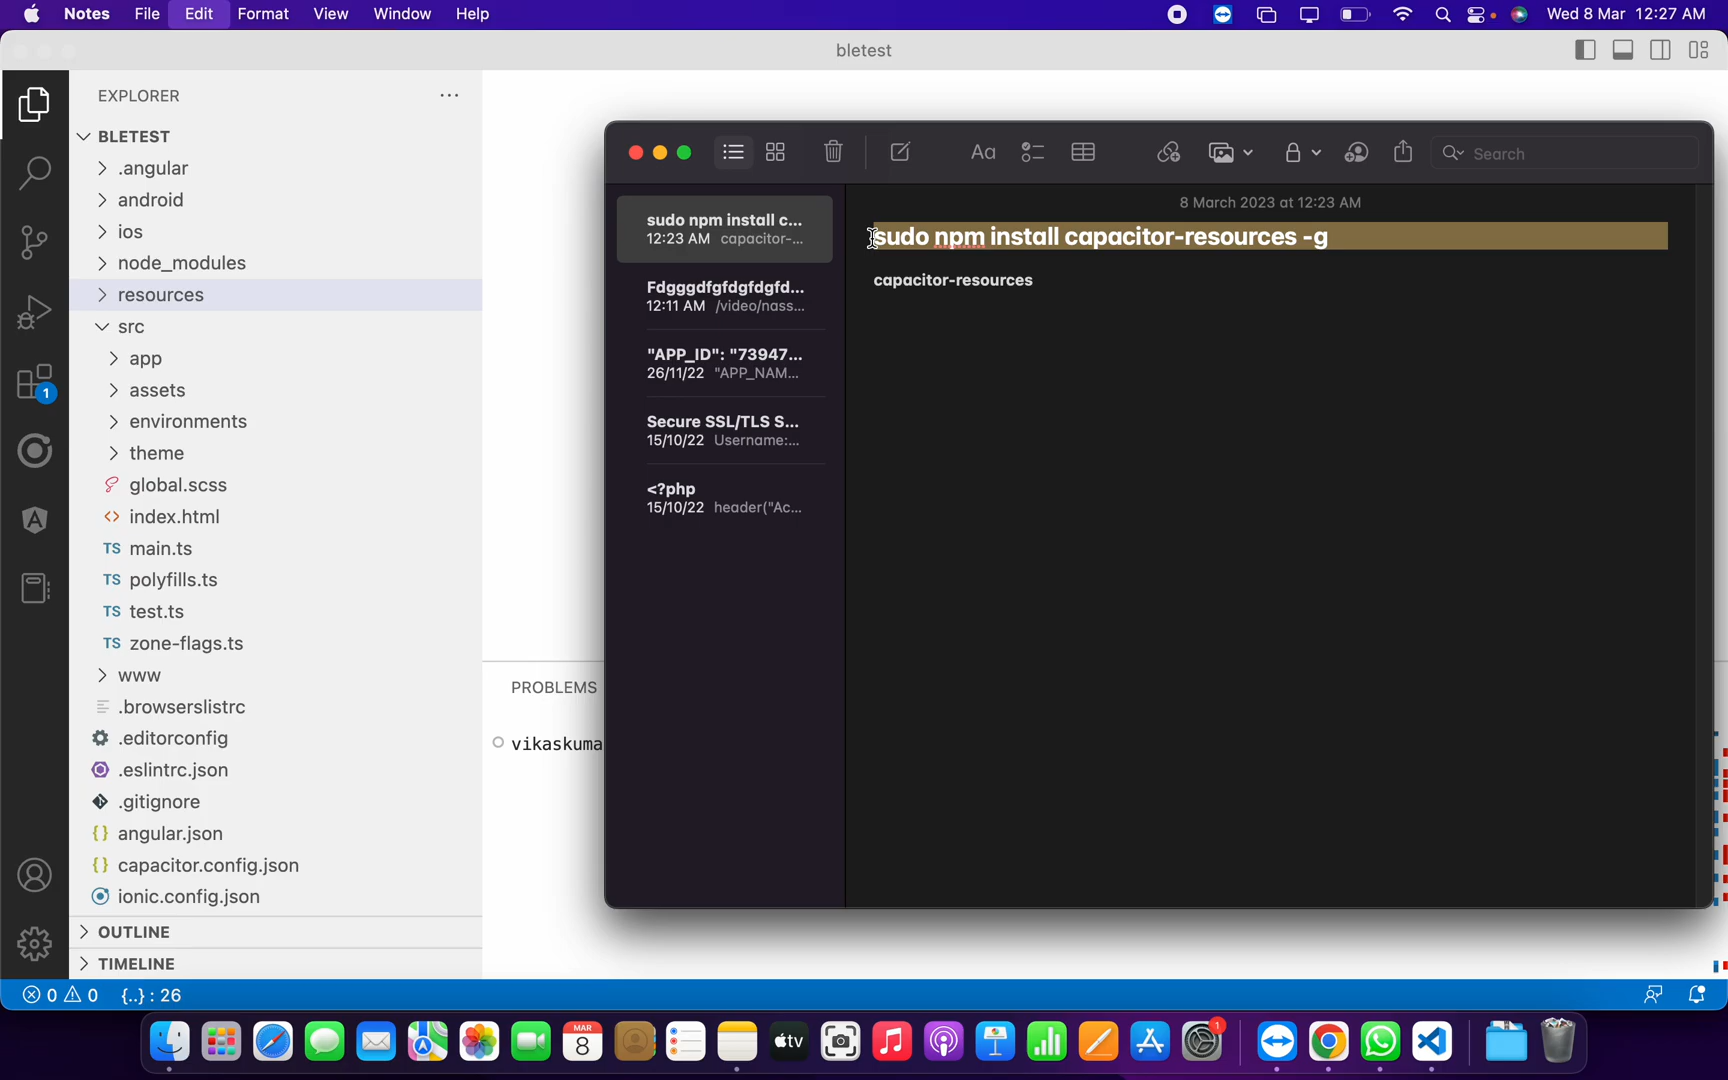 Notes File Edit Format View Window Help Wed 8 Mar 12:27 AM
bletest
EXPLORER
BLETEST
.angular
android
ios
node_modules
resources
src
app
assets
environments
theme
global.scss
index.html
TS main.ts
TS polyfills.ts
TS test.ts
TS zone-flags.ts
www
.browserslistrc
.editorconfig
.eslintrc.json
.gitignore
{} angular.json
{} capacitor.config.json
ionic.config.json
OUTLINE
TIMELINE
1
PROBLEMS
vikaskuma
Aa
Search
sudo npm install c...
12:23 AM capacitor-...
Fdgggdfgfdgfdgfd...
12:11 AM /video/nass...
"APP_ID": "73947...
26/11/22 "APP_NAM...
Secure SSL/TLS S...
15/10/22 Username:...
<?php
15/10/22 header("Ac...
8 March 2023 at 12:23 AM
sudo npm install capacitor-resources -g
capacitor-resources
0 0 {..} : 26
MAR
8
tv
1